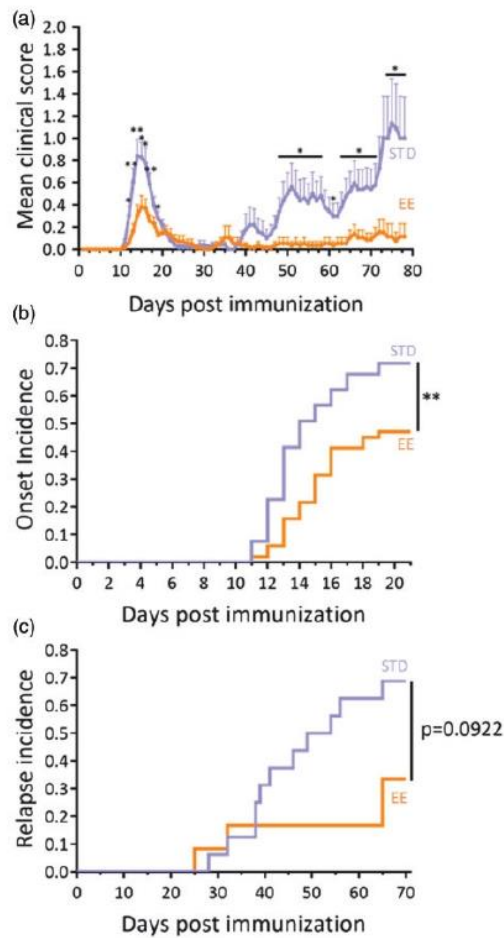 (a)
Mean clinical score
2.0
1.8
1.6
1.4
1.2
1.0
0.8
0.6
0.4
0.2
0.0
*
*
*
*
STD
EE
0 10 20 30 40 50 60 70 80
Days post immunization
(b)
Onset Incidence
0.8
0.7
0.6
0.5
0.4
0.3
0.2
0.1
0.0
STD
**
EE
0 2 4 6 8 10 12 14 16 18 20
Days post immunization
(c)
Relapse incidence
0.8
0.7
0.6
0.5
0.4
0.3
0.2
0.1
0.0
STD
p=0.0922
EE
0 10 20 30 40 50 60 70
Days post immunization